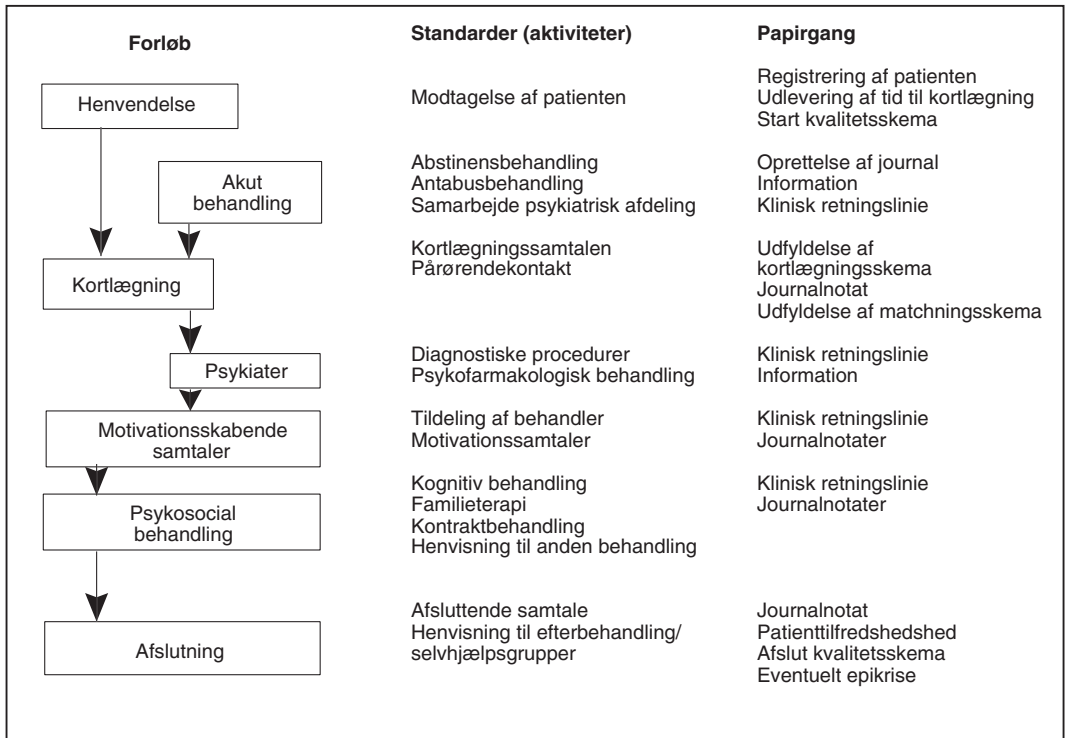 Forløb
Standarder (aktiviteter)
Papirgang
Henvendelse
Modtagelse af patienten
Registrering af patienten
Udlevering af tid til kortlægning
Start kvalitetsskema
Akut
behandling
Abstinensbehandling
Antabusbehandling
Samarbejde psykiatrisk afdeling
Oprettelse af journal
Information
Klinisk retningslinie
Kortlægning
Kortlægningssamtalen
Pårørendekontakt
Udfyldelse af
kortlægningsskema
Journalnotat
Udfyldelse af matchningsskema
Psykiater
Diagnostiske procedurer
Psykofarmakologisk behandling
Klinisk retningslinie
Information
Motivationsskabende
samtaler
Tildeling af behandler
Motivationssamtaler
Klinisk retningslinie
Journalnotater
Psykosocial
behandling
Kognitiv behandling
Familieterapi
Kontraktbehandling
Henvisning til anden behandling
Klinisk retningslinie
Journalnotater
Afslutning
Afsluttende samtale
Henvisning til efterbehandling/
selvhjælpsgrupper
Journalnotat
Patienttilfredshedshed
Afslut kvalitetsskema
Eventuelt epikrise